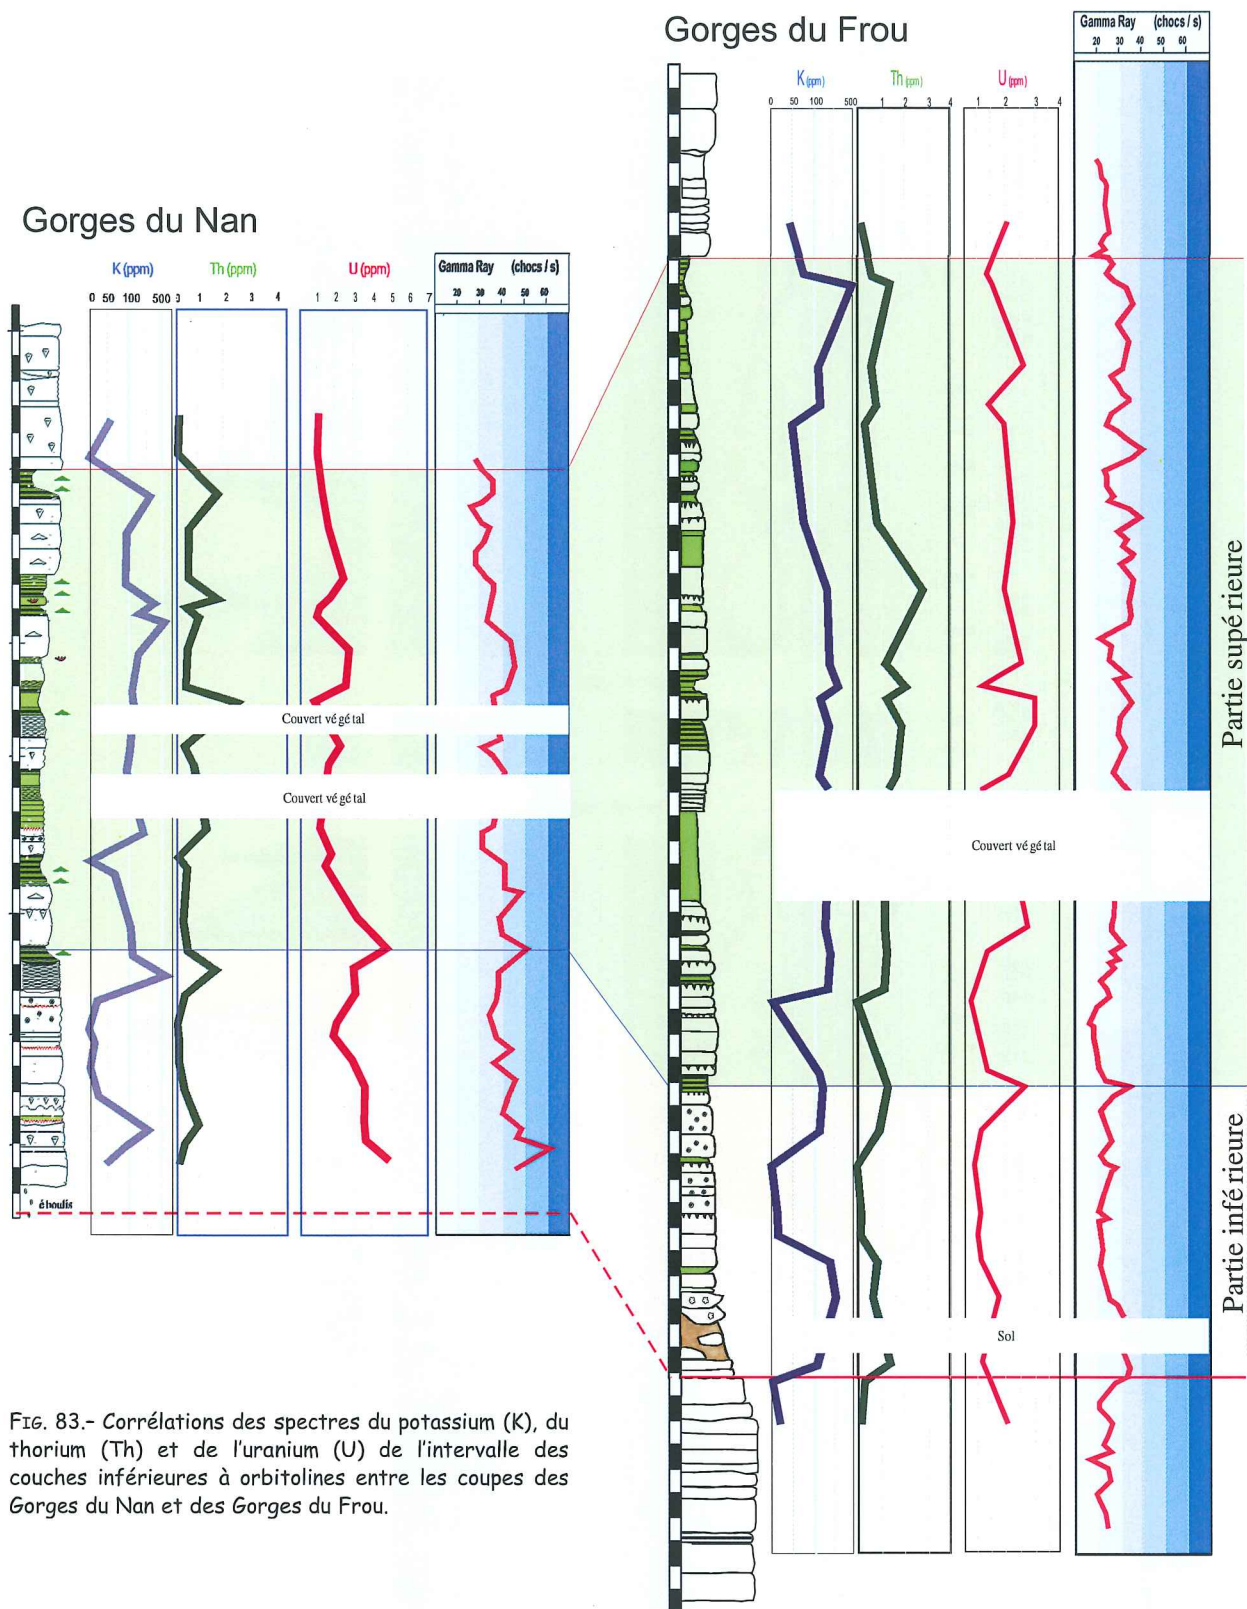 Gorges du Frou
Gamma Ray (chocs / s)
20 30 40 50 60
K (ppm) Th (ppm) U (ppm)
0 50 100 500 1 2 3 4 1 2 3 4
Gorges du Nan
K (ppm) Th (ppm) U (ppm) Gamma Ray (chocs / s)
0 50 100 500 1 2 3 4 1 2 3 4 5 6 7 20 30 40 50 60
Couvert végétal
Couvert végétal
Couvert végétal
Partie supérieure
Partie inférieure
éboulis
Sol
FIG. 83.- Corrélations des spectres du potassium (K), du
thorium (Th) et de l'uranium (U) de l'intervalle des
couches inférieures à orbitolines entre les coupes des
Gorges du Nan et des Gorges du Frou.